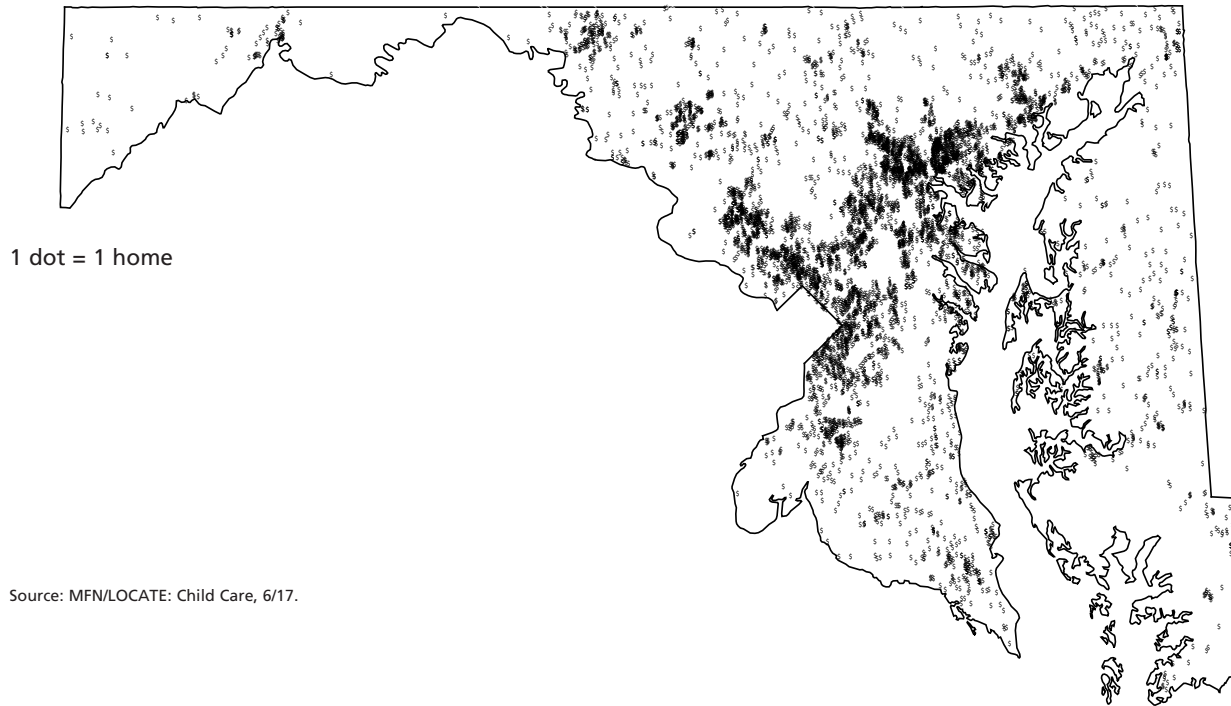 1 dot = 1 home
Source: MFN/LOCATE: Child Care, 6/17.